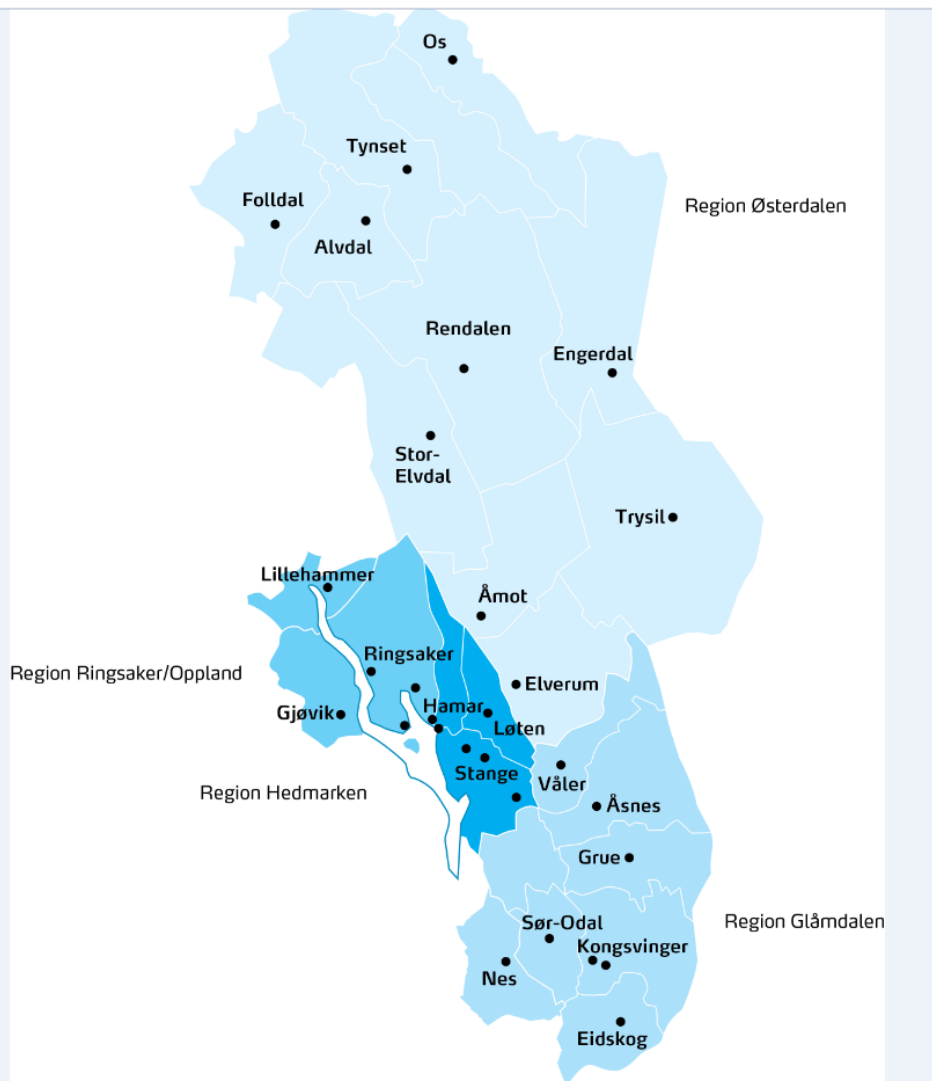 Os
Tynset
Folldal
Region Østerdalen
Alvdal
Rendalen
Engerdal
Stor-
Elvdal
Trysil
Lillehammer
Åmot
Ringsaker
Region Ringsaker/Oppland
Elverum
Hamar
Gjøvik
Løten
Stange
Våler
Region Hedmarken
Åsnes
Grue
Sør-Odal
Region Glåmdalen
Kongsvinger
Nes
Eidskog